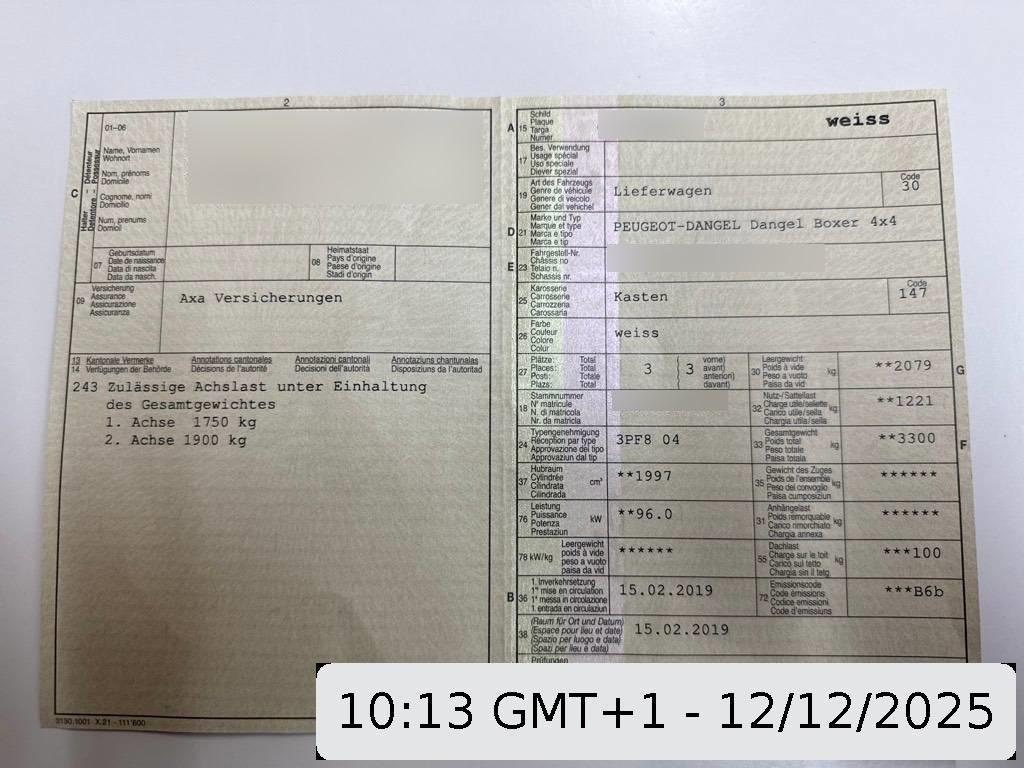 2
01–06
Halter – Détenteur
Detentore – Possessur
C
Name, Vornamen
Wohnort
Nom, prénoms
Domicile
Cognome, nomi
Domicilio
Num, prenums
Domicil
07
Geburtsdatum
Date de naissance
Data di nascita
Data da nasch.
08
Heimatstaat
Pays d'origine
Paese d'origine
Stadi d'origin
09
Versicherung
Assurance
Assicurazione
Assicuranza
Axa Versicherungen
13 Kantonale Vermerke Annotations cantonales Annotazioni cantonali Annotaziuns chantunalas
14 Verfügungen der Behörde Décisions de l'autorité Decisioni dell'autorità Disposiziuns da l'autoritad
243 Zulässige Achslast unter Einhaltung
des Gesamtgewichtes
1. Achse 1750 kg
2. Achse 1900 kg
3130.1001 X.21 - 111'600
3
A 15
Schild
Plaque
Targa
Numer
weiss
17
Bes. Verwendung
Usage spécial
Uso speciale
Diever spezial
19
Art des Fahrzeugs
Genre de véhicule
Genere di veicolo
Gener dal vehichel
Lieferwagen
Code
30
D 21
Marke und Typ
Marque et type
Marca e tipo
Marca e tip
PEUGEOT-DANGEL Dangel Boxer 4x4
E 23
Fahrgestell-Nr.
Châssis no
Telaio n.
Schassis nr.
25
Karosserie
Carrosserie
Carrozzeria
Carossaria
Kasten
Code
147
26
Farbe
Couleur
Colore
Colur
weiss
27
Plätze: Total
Places: Total
Posti: Totale
Plazs: Total
3
( 3
vorne)
avant)
anteriori)
davant)
30
Leergewicht
Poids à vide
Peso a vuoto
Paisa da vid
kg
**2079
G
18
Stammnummer
N° matricule
N. di matricola
Nr. da matricla
32
Nutz-/Sattellast
Charge utile/sellette
Carico utile/sella
Chargia utila/sella
kg
**1221
24
Typengenehmigung
Réception par type
Approvazione del tipo
Approvaziun dal tip
3PF8 04
33
Gesamtgewicht
Poids total
Peso totale
Paisa totala
kg
**3300
F
37
Hubraum
Cylindrée
Cilindrata
Cilindrada
cm³
**1997
35
Gewicht des Zuges
Poids de l'ensemble
Peso del convoglio
Paisa cumposiziun
kg
******
76
Leistung
Puissance
Potenza
Prestaziun
kW
**96.0
31
Anhängelast
Poids remorquable
Carico rimorchiato
Chargia annexa
kg
******
78 kW/kg
Leergewicht
poids à vide
peso a vuoto
paisa da vid
******
55
Dachlast
Charge sur le toit
Carico sul tetto
Chargia sin il tetg
kg
***100
B 36
1. Inverkehrsetzung
1re mise en circulation
1a messa in circolazione
1. entrada en circulaziun
15.02.2019
72
Emissionscode
Code émissions
Codice emissioni
Code d'emissiuns
***B6b
38
(Raum für Ort und Datum)
(Espace pour lieu et date)
(Spazio per luogo e data)
(Spazi per lieu e data)
15.02.2019
Prüfungen
10:13 GMT+1 - 12/12/2025